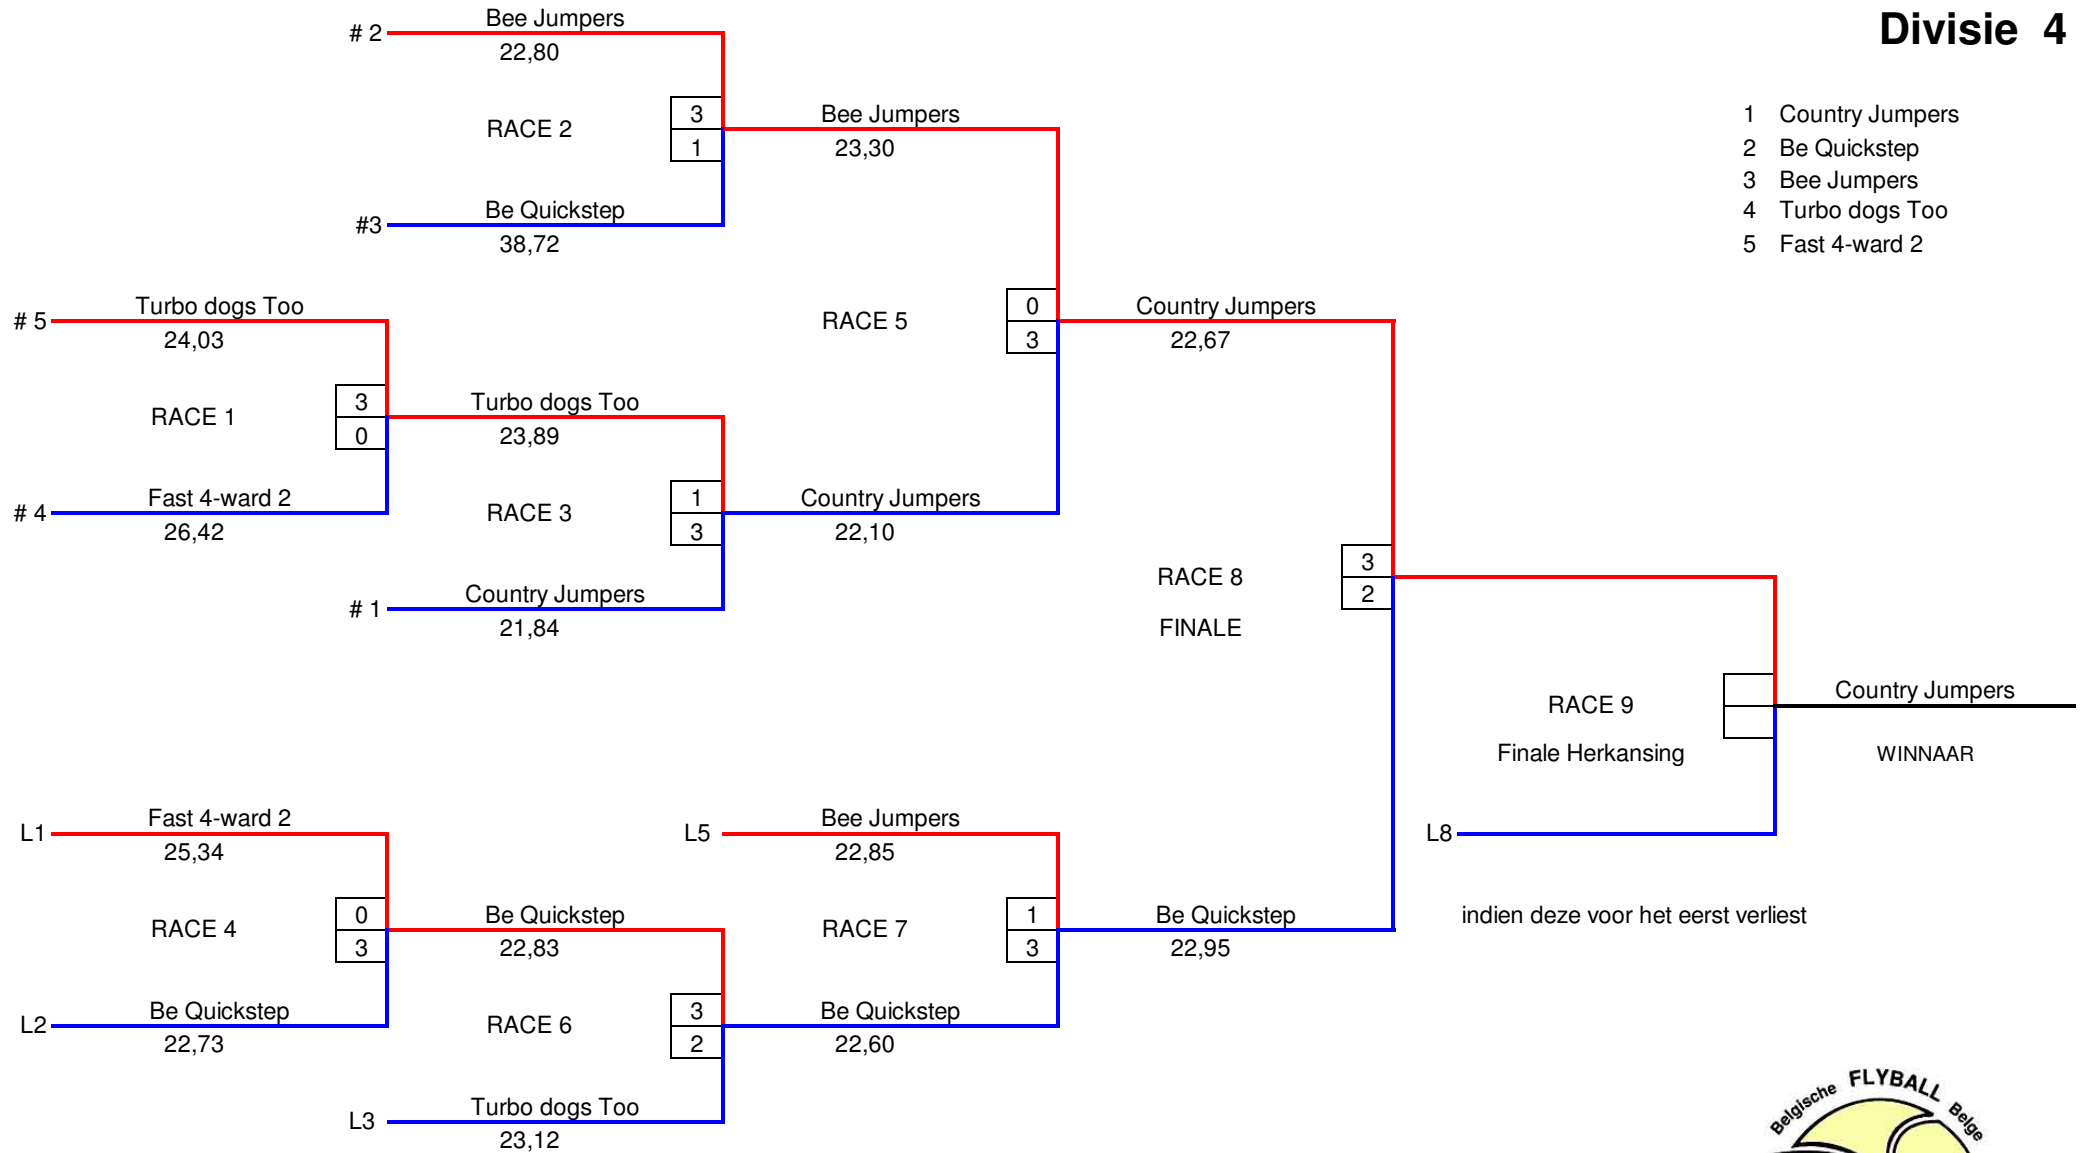 Divisie 4
1 Country Jumpers
2 Be Quickstep
3 Bee Jumpers
4 Turbo dogs Too
5 Fast 4-ward 2
# 2 Bee Jumpers
22,80
RACE 2 3
1
#3 Be Quickstep
38,72
Bee Jumpers
23,30
# 5 Turbo dogs Too
24,03
RACE 1 3
0
# 4 Fast 4-ward 2
26,42
Turbo dogs Too
23,89
RACE 3 1
3
# 1 Country Jumpers
21,84
RACE 5 0
3
Country Jumpers
22,10
Country Jumpers
22,67
RACE 8 3
2
FINALE
RACE 9
Finale Herkansing
Country Jumpers
WINNAAR
L8
indien deze voor het eerst verliest
L1 Fast 4-ward 2
25,34
RACE 4 0
3
L2 Be Quickstep
22,73
Be Quickstep
22,83
RACE 6 3
2
L3 Turbo dogs Too
23,12
L5 Bee Jumpers
22,85
RACE 7 1
3
Be Quickstep
22,60
Be Quickstep
22,95
Belgische FLYBALL Belge